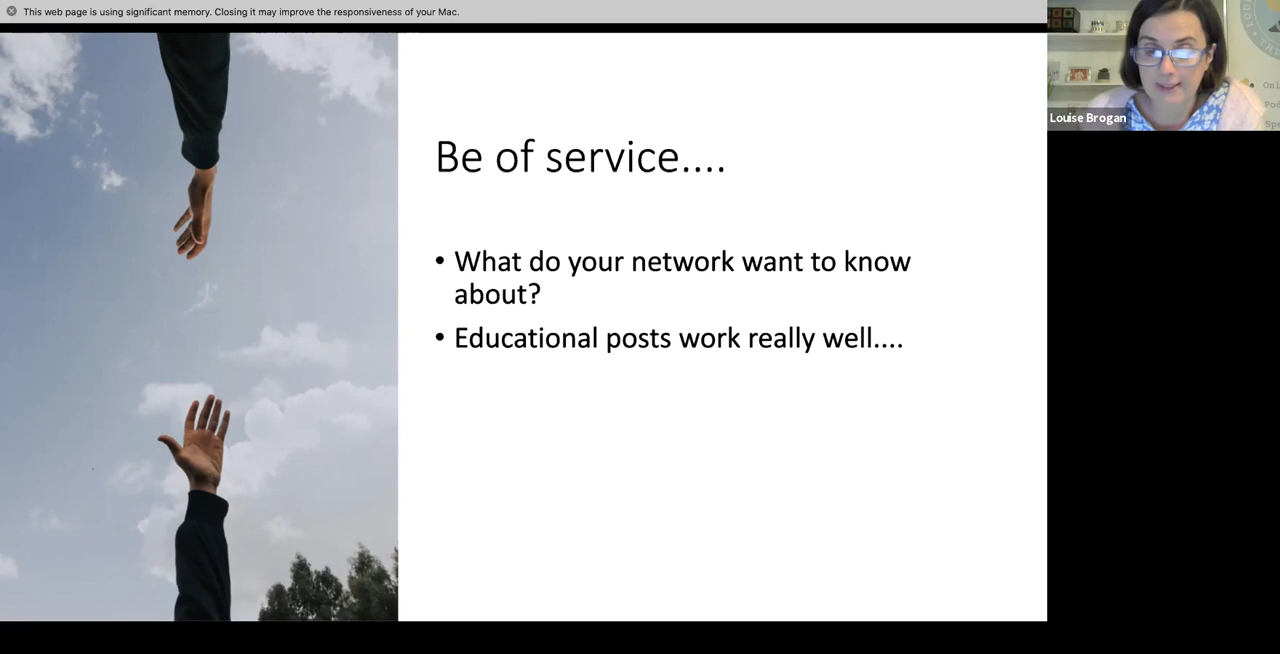 This web page is using significant memory. Closing it may improve the responsiveness of your Mac.
Louise Brogan
Be of service....
• What do your network want to know
about?
• Educational posts work really well....